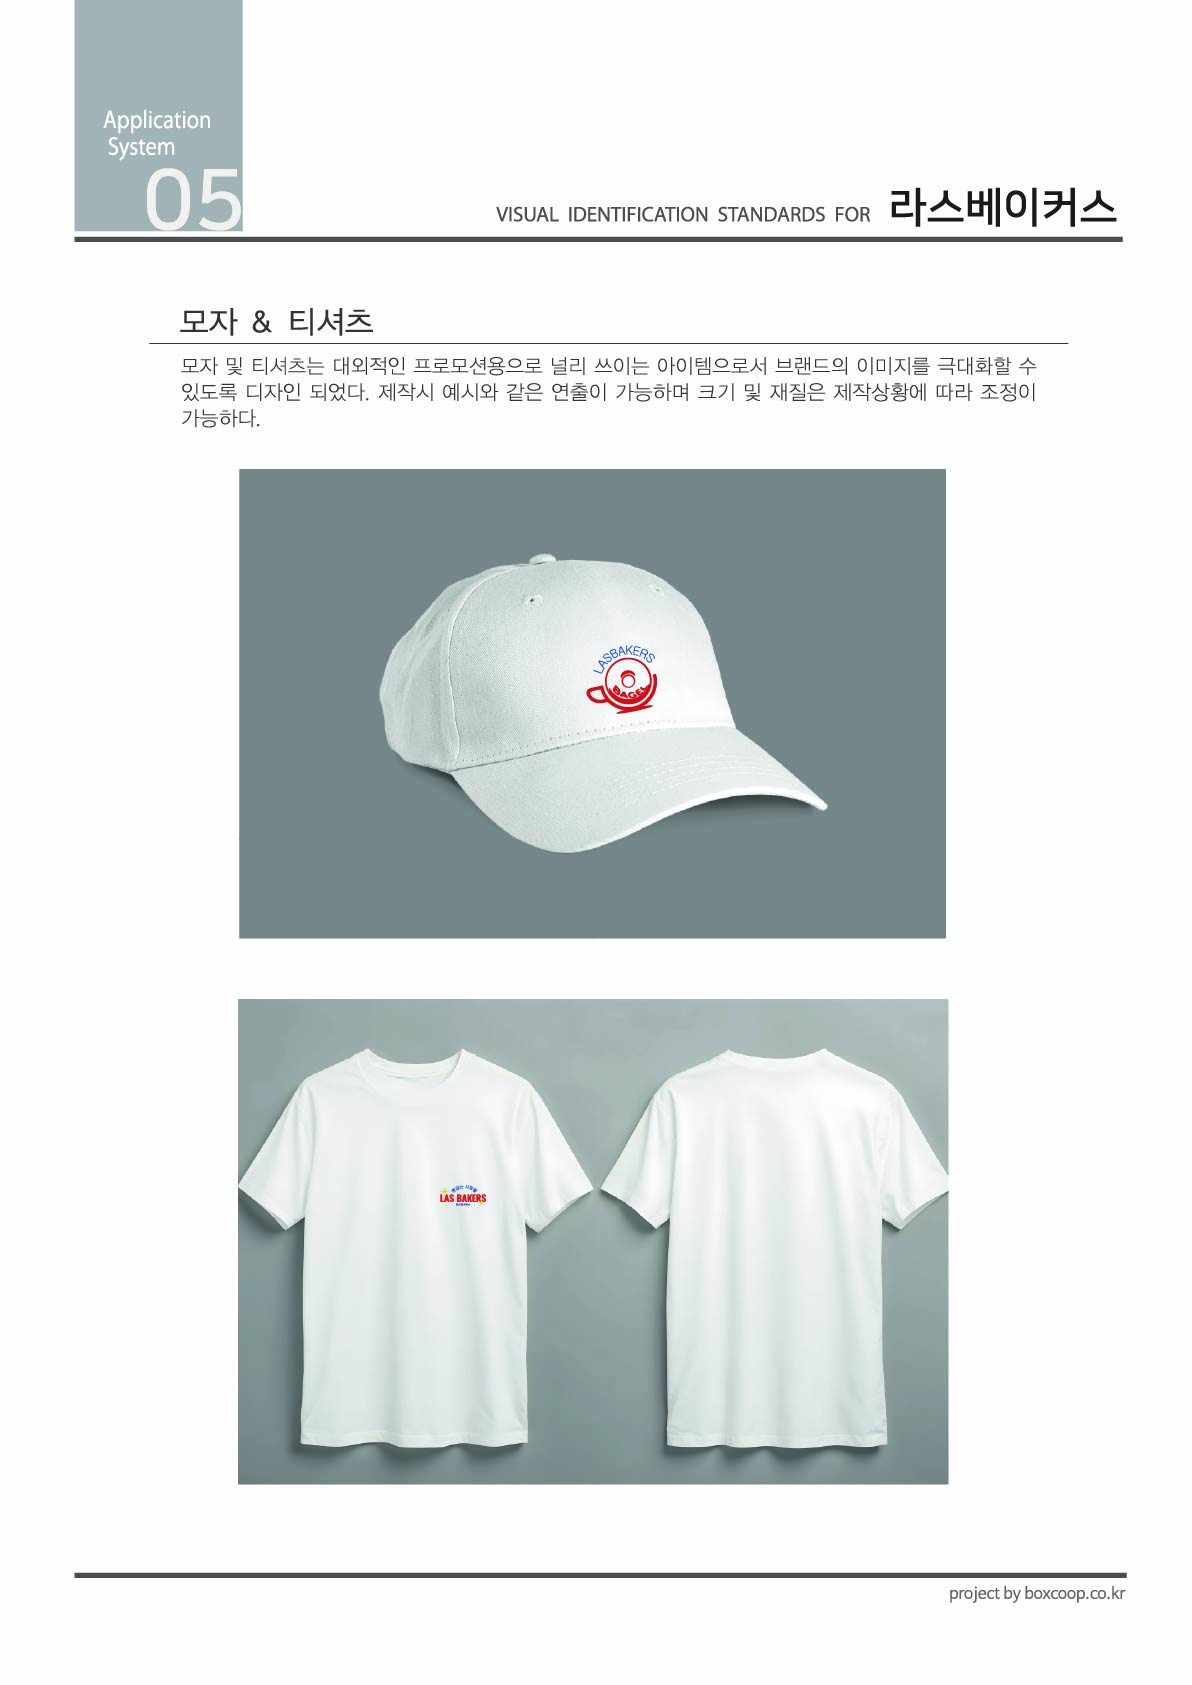 Application
System
05
VISUAL IDENTIFICATION STANDARDS FOR 라스베이커스
모자 & 티셔츠
모자 및 티셔츠는 대외적인 프로모션용으로 널리 쓰이는 아이템으로서 브랜드의 이미지를 극대화할 수
있도록 디자인 되었다. 제작시 예시와 같은 연출이 가능하며 크기 및 재질은 제작상황에 따라 조정이
가능하다.
LASBAKERS
BAGEL
LAS BAKERS
project by boxcoop.co.kr